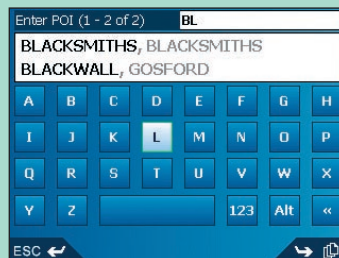 Enter POI (1 - 2 of 2) BL
BLACKSMITHS, BLACKSMITHS
BLACKWALL, GOSFORD
A B C D E F G H
I J K L M N O P
Q R S T U V W X
Y Z 123 Alt «
ESC